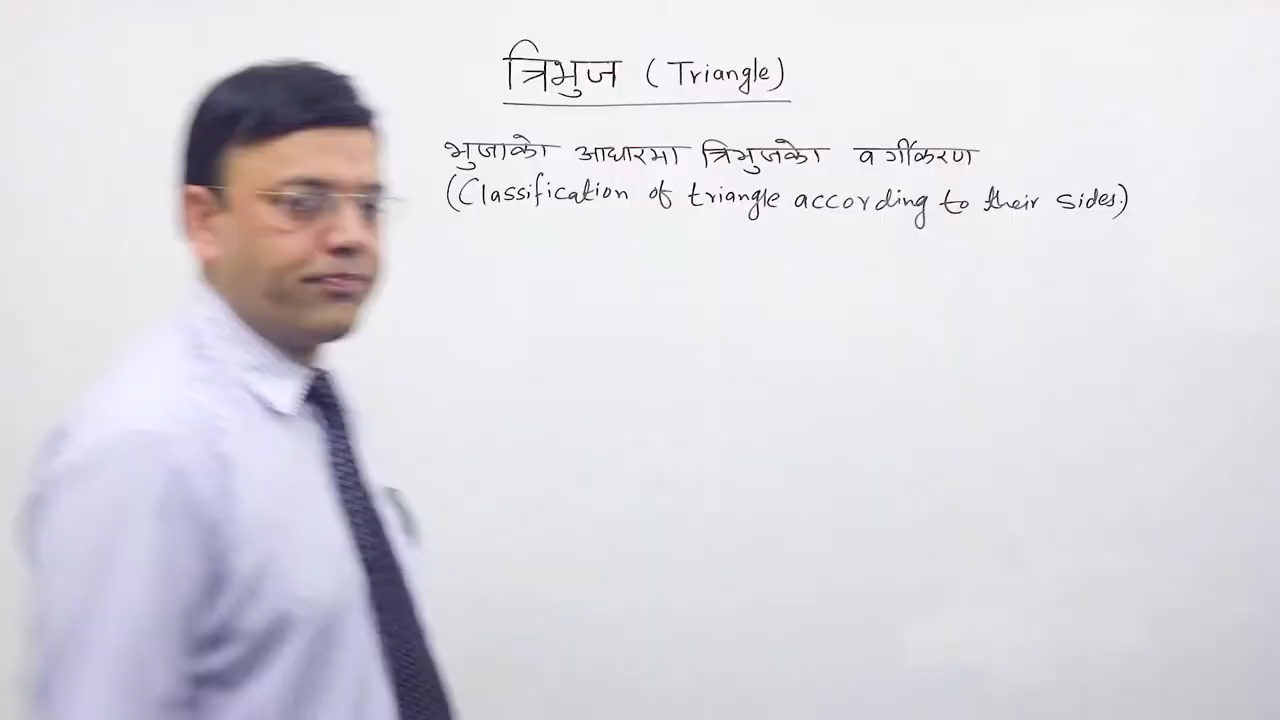 त्रिभुज (Triangle)
भुजाको आधारमा त्रिभुजको वर्गीकरण
(Classification of triangle according to their sides.)